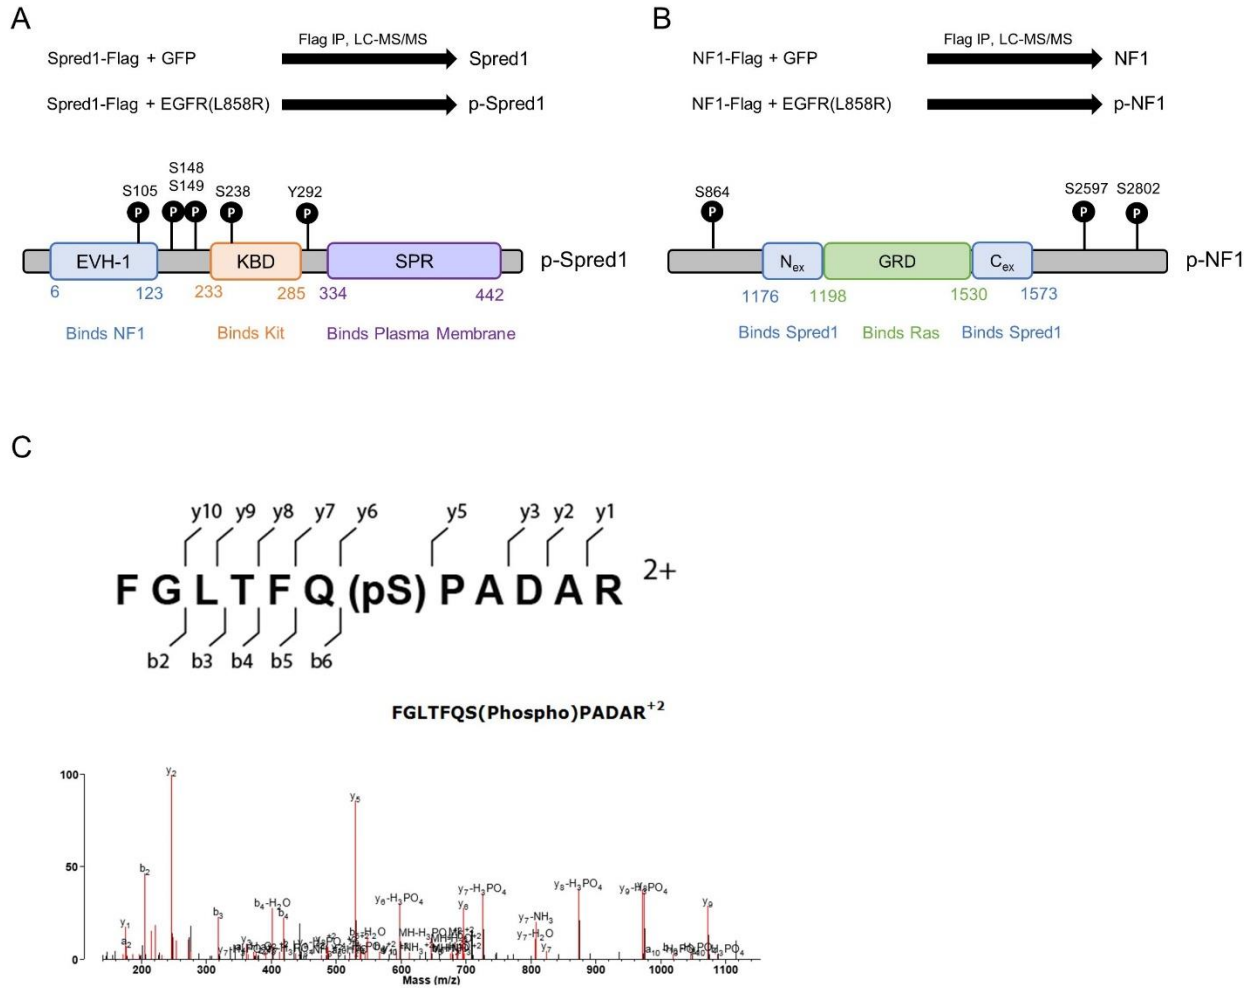 A
Flag IP, LC-MS/MS
Spred1-Flag + GFP
Spred1
Spred1-Flag + EGFR(L858R)
p-Spred1
S148
S105
S149
S238
Y292
P
P
P
P
P
EVH-1
KBD
SPR
p-Spred1
6
123
233
285
334
442
Binds NF1
Binds Kit
Binds Plasma Membrane
B
Flag IP, LC-MS/MS
NF1-Flag + GFP
NF1
NF1-Flag + EGFR(L858R)
p-NF1
S864
S2597
S2802
P
P
P
Nex
GRD
Cex
p-NF1
1176
1198
1530
1573
Binds Spred1
Binds Ras
Binds Spred1
C
y10 y9 y8 y7 y6 y5 y3 y2 y1
F G L T F Q (pS) P A D A R 2+
b2 b3 b4 b5 b6
FGLTFQS(Phospho)PADAR+2
100
50
0
y2
y5
b2
y1
a2
b3
b4-H2O
b4
y6-H3PO4
y7-H3PO4
y6
y7-NH3
y7-H2O
y7
y8-H3PO4
y9
200 300 400 500 600 700 800 900 1000 1100
Mass (m/z)